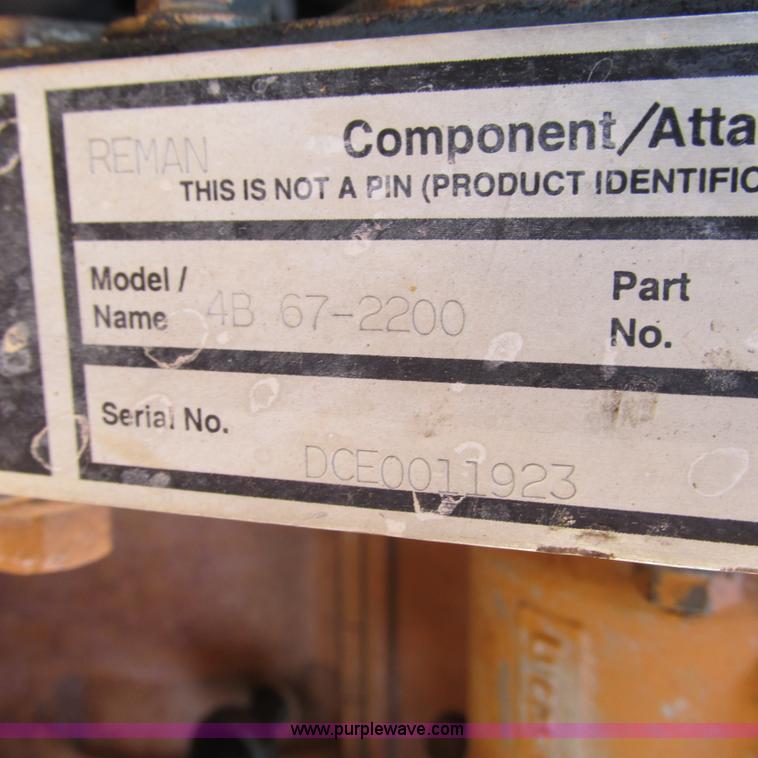 REMAN Component/Atta
THIS IS NOT A PIN (PRODUCT IDENTIFIC
Model / Name 4B 67-2200
Part No.
Serial No. DCE0011923
www.purplewave.com